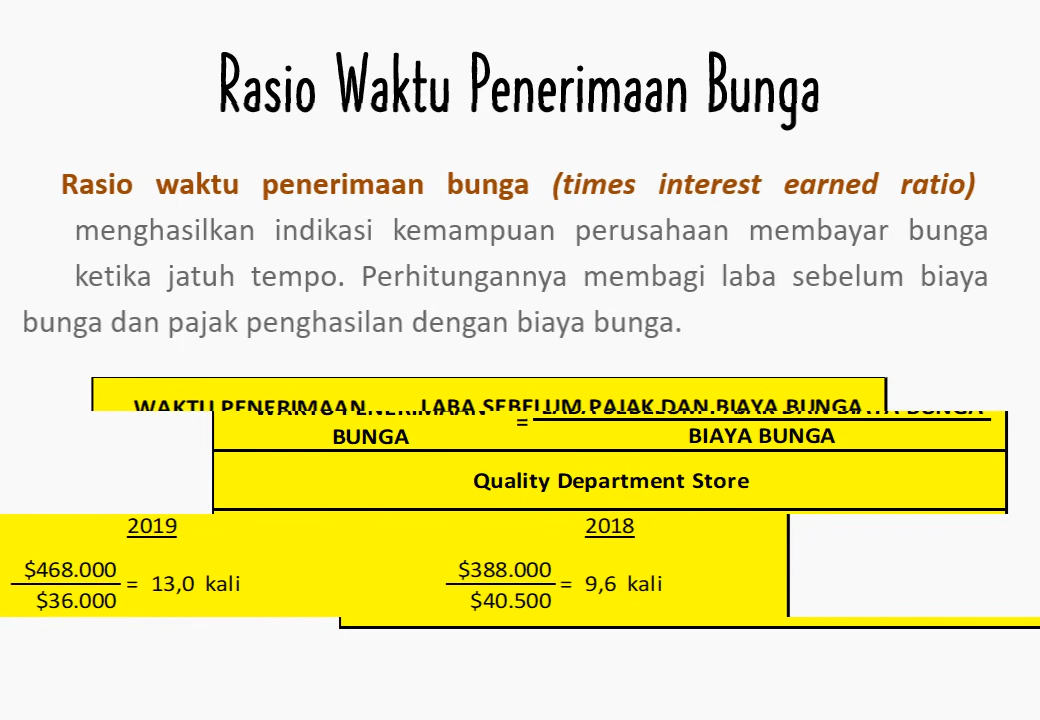 Rasio Waktu Penerimaan Bunga
Rasio waktu penerimaan bunga (times interest earned ratio)
menghasilkan indikasi kemampuan perusahaan membayar bunga
ketika jatuh tempo. Perhitungannya membagi laba sebelum biaya
bunga dan pajak penghasilan dengan biaya bunga.
WAKTU PENERIMAAN LABA SEBELUM PAJAK DAN BIAYA BUNGA
=
BUNGA BIAYA BUNGA
Quality Department Store
2019 2018
$468.000 $388.000
= 13,0 kali = 9,6 kali
$36.000 $40.500